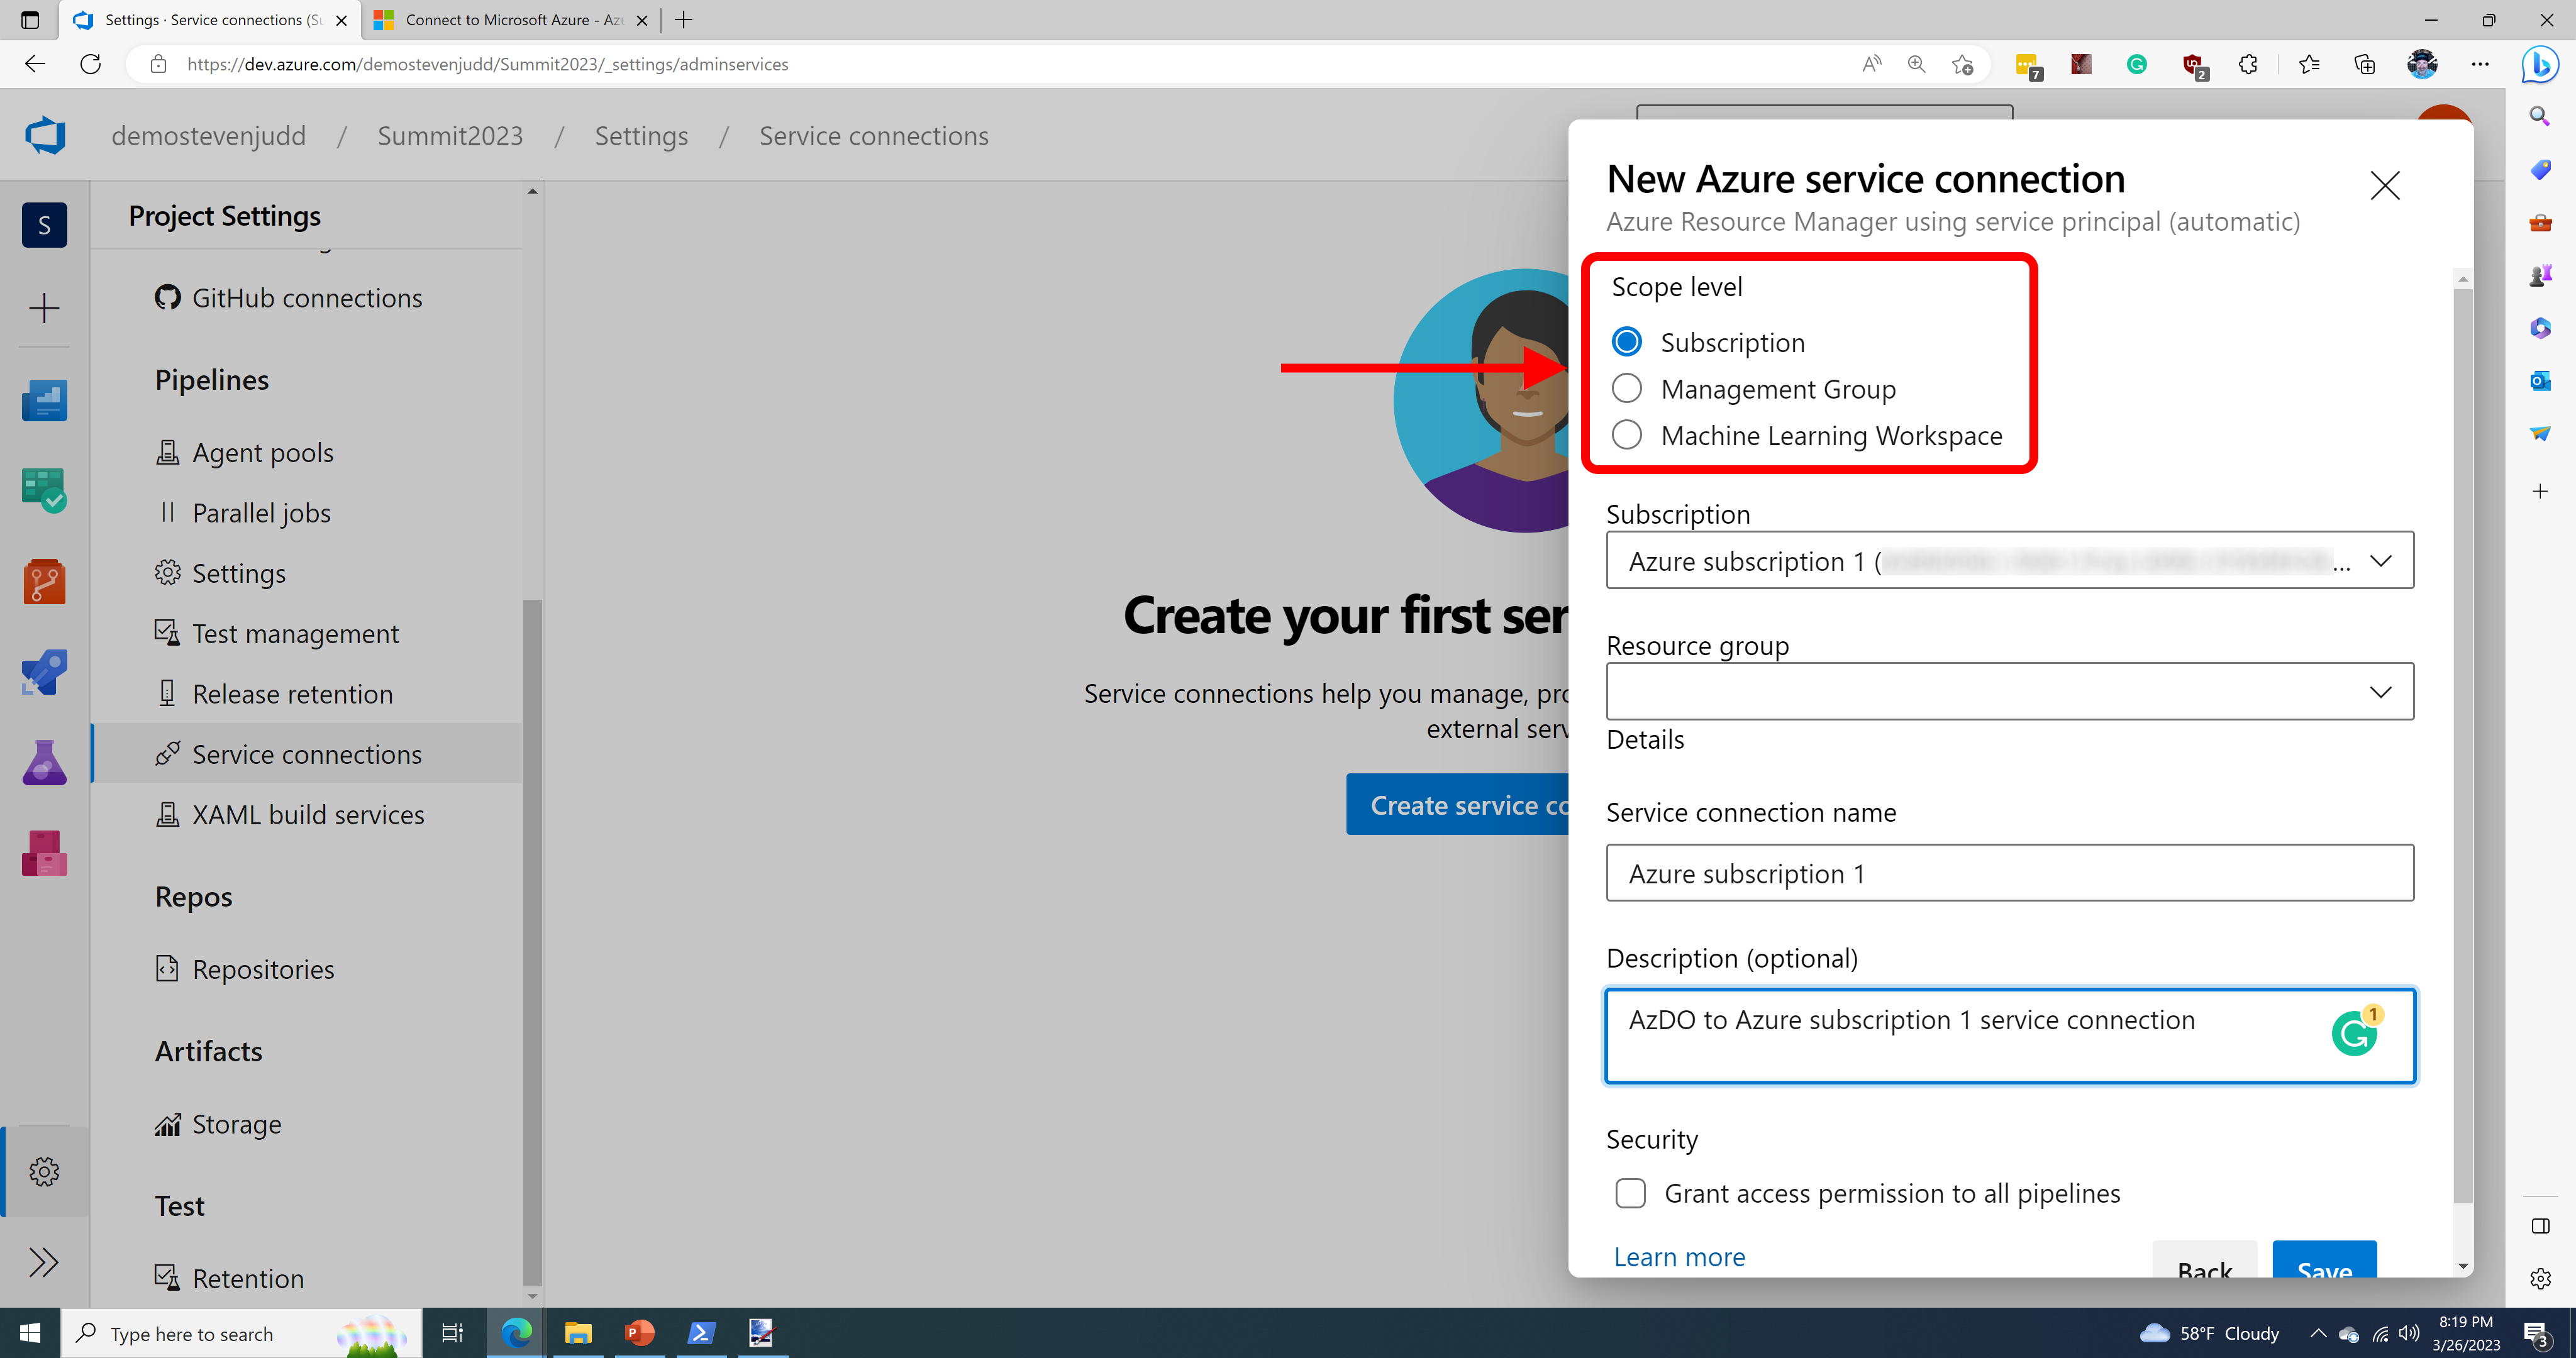 Settings · Service connections (Su
Connect to Microsoft Azure - Azu
https://dev.azure.com/demostevenjudd/Summit2023/_settings/adminservices
7
2
demostevenjudd / Summit2023 / Settings / Service connections
S
Project Settings
GitHub connections
Pipelines
Agent pools
Parallel jobs
Settings
Test management
Release retention
Service connections
XAML build services
Repos
Repositories
Artifacts
Storage
Test
Retention
Create your first ser
Service connections help you manage, pro
external serv
Create service co
New Azure service connection
Azure Resource Manager using service principal (automatic)
Scope level
Subscription
Management Group
Machine Learning Workspace
Subscription
Azure subscription 1 (
...
Resource group
Details
Service connection name
Azure subscription 1
Description (optional)
AzDO to Azure subscription 1 service connection
1
Security
Grant access permission to all pipelines
Learn more
Back
Save
Type here to search
58°F Cloudy
8:19 PM
3/26/2023
3